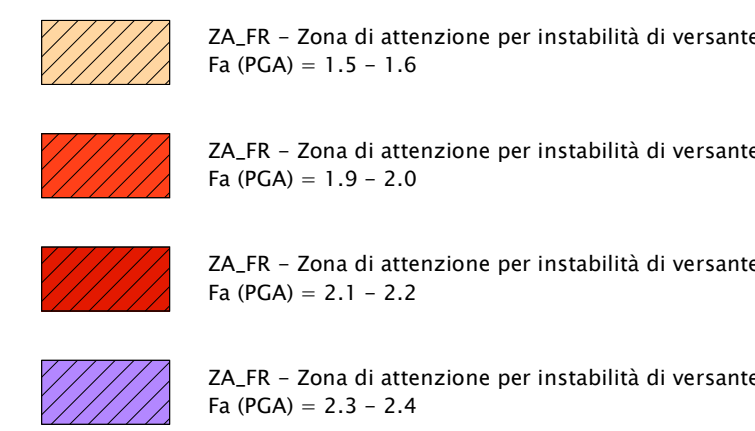 ZA_FR - Zona di attenzione per instabilità di versante
Fa (PGA) = 1.5 - 1.6
ZA_FR - Zona di attenzione per instabilità di versante
Fa (PGA) = 1.9 - 2.0
ZA_FR - Zona di attenzione per instabilità di versante
Fa (PGA) = 2.1 - 2.2
ZA_FR - Zona di attenzione per instabilità di versante
Fa (PGA) = 2.3 - 2.4